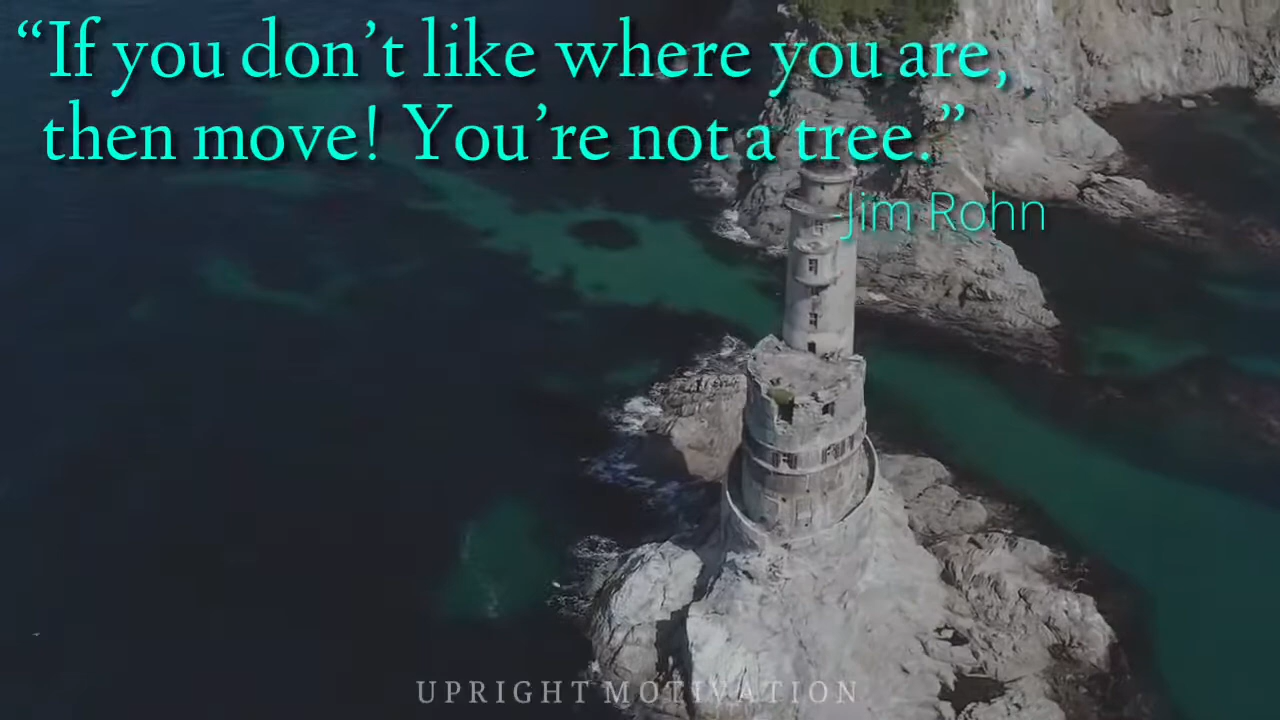 “If you don’t like where you are,
then move! You’re not a tree.”
-Jim Rohn
UPRIGHT MOTIVATION